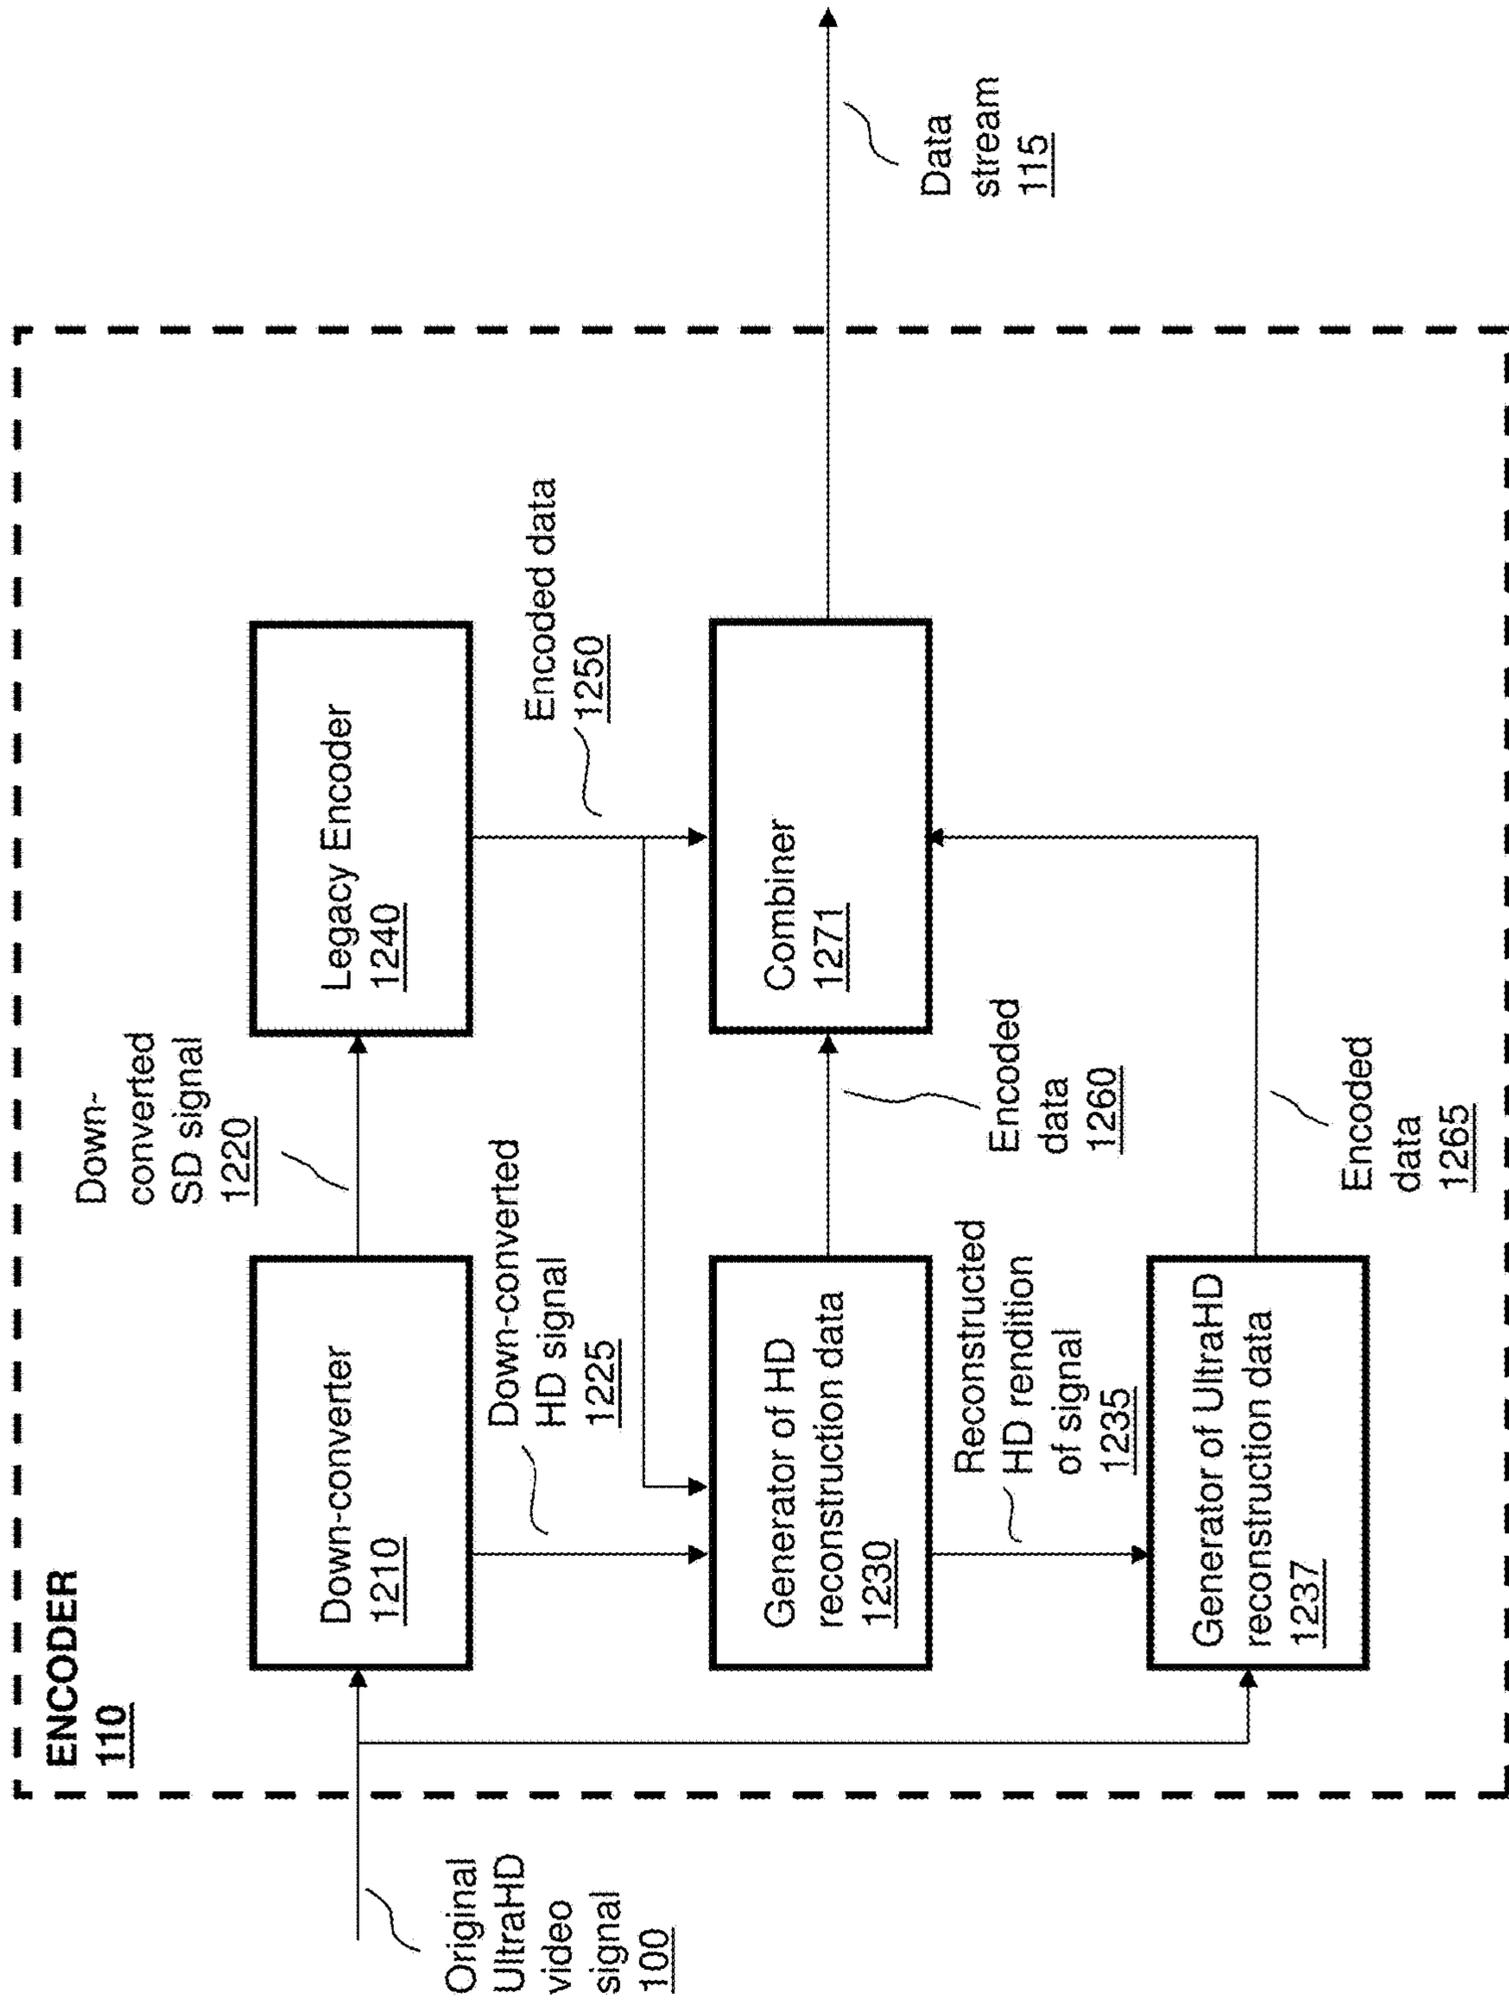 ENCODER
110
Original
UltraHD
video
signal
100
Down-converter
1210
Down-
converted
SD signal
1220
Legacy Encoder
1240
Down-converted
HD signal
1225
Encoded data
1250
Generator of HD
reconstruction data
1230
Encoded
data
1260
Combiner
1271
Data
stream
115
Reconstructed
HD rendition
of signal
1235
Generator of UltraHD
reconstruction data
1237
Encoded
data
1265